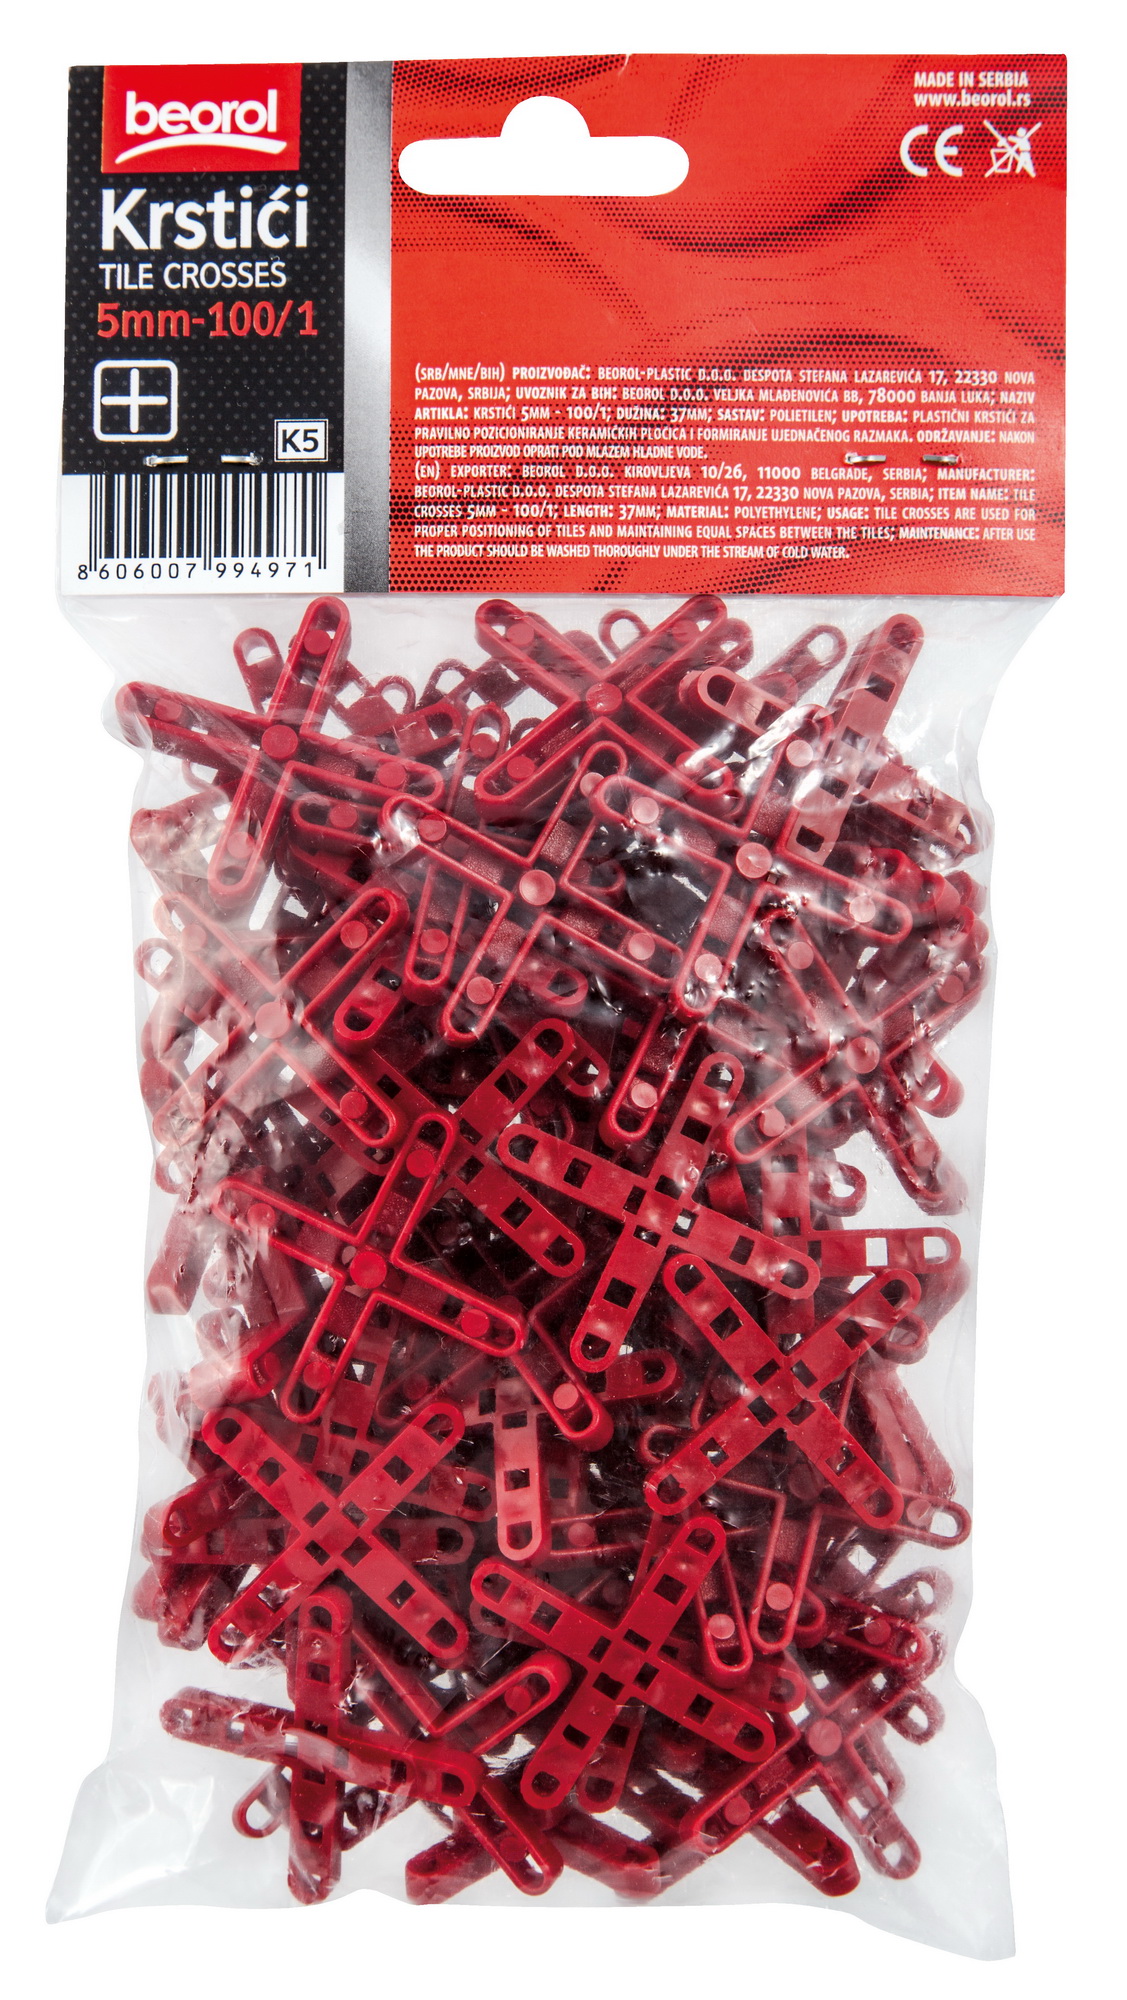 beorol
Krstići
TILE CROSSES
5mm-100/1
K5
8 606007 994971
MADE IN SERBIA
www.beorol.rs
CE
(SRB/MNE/BIH) PROIZVOĐAČ: BEOROL-PLASTIC D.O.O. DESPOTA STEFANA LAZAREVIĆA 17, 22330 NOVA
PAZOVA, SRBIJA; UVOZNIK ZA BIH: BEOROL D.O.O. VELJKA MLAĐENOVIĆA BB, 78000 BANJA LUKA; NAZIV
ARTIKLA: KRSTIĆI 5MM - 100/1; DUŽINA: 37MM; SASTAV: POLIETILEN; UPOTREBA: PLASTIČNI KRSTIĆI ZA
PRAVILNO POZICIONIRANJE KERAMIČKIH PLOČICA I FORMIRANJE UJEDNAČENOG RAZMAKA. ODRŽAVANJE: NAKON
UPOTREBE PROIZVOD OPRATI POD MLAZEM HLADNE VODE.
(EN) EXPORTER: BEOROL D.O.O. KIROVLJEVA 10/26, 11000 BELGRADE, SERBIA; MANUFACTURER:
BEOROL-PLASTIC D.O.O. DESPOTA STEFANA LAZAREVIĆA 17, 22330 NOVA PAZOVA, SERBIA; ITEM NAME: TILE
CROSSES 5MM - 100/1; LENGTH: 37MM; MATERIAL: POLYETHYLENE; USAGE: TILE CROSSES ARE USED FOR
PROPER POSITIONING OF TILES AND MAINTAINING EQUAL SPACES BETWEEN THE TILES; MAINTENANCE: AFTER USE
THE PRODUCT SHOULD BE WASHED THOROUGHLY UNDER THE STREAM OF COLD WATER.